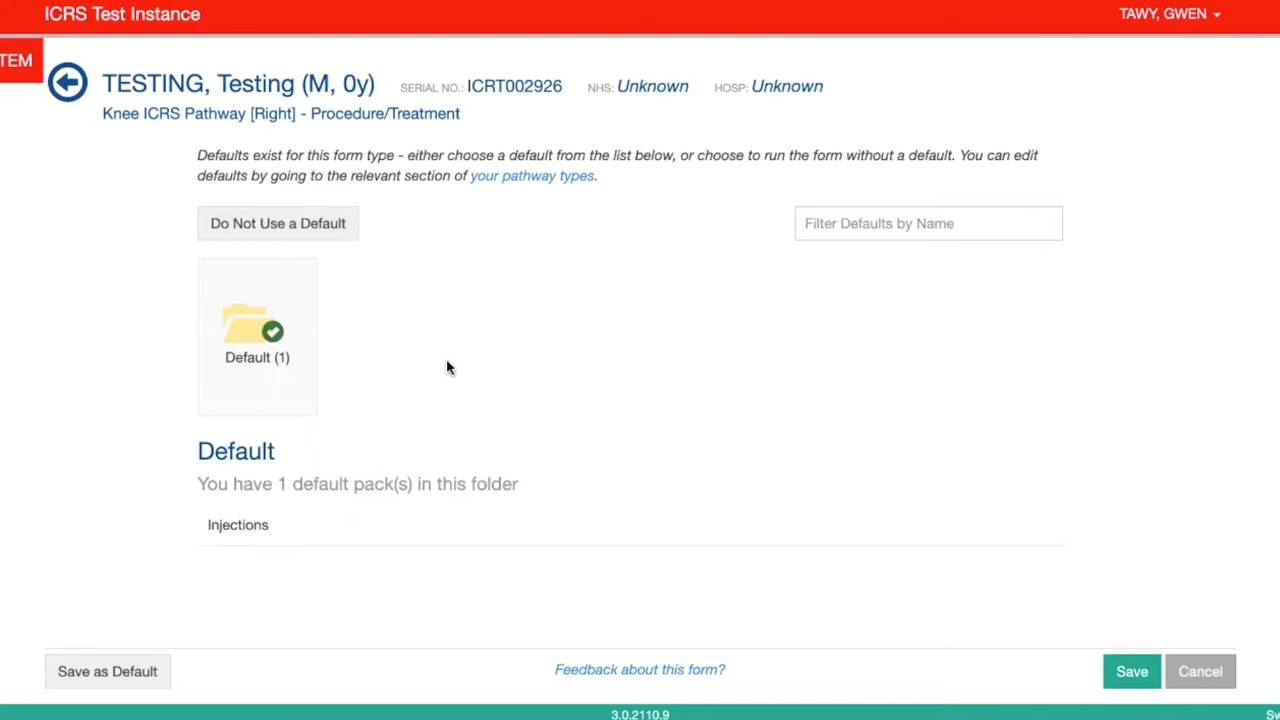 ICRS Test Instance
TAWY, GWEN
TEM
TESTING, Testing (M, 0y) SERIAL NO.: ICRT002926 NHS: Unknown HOSP: Unknown
Knee ICRS Pathway [Right] - Procedure/Treatment
Defaults exist for this form type - either choose a default from the list below, or choose to run the form without a default. You can edit
defaults by going to the relevant section of your pathway types.
Do Not Use a Default
Filter Defaults by Name
Default (1)
Default
You have 1 default pack(s) in this folder
Injections
Save as Default
Feedback about this form?
Save
Cancel
3.0.2110.9